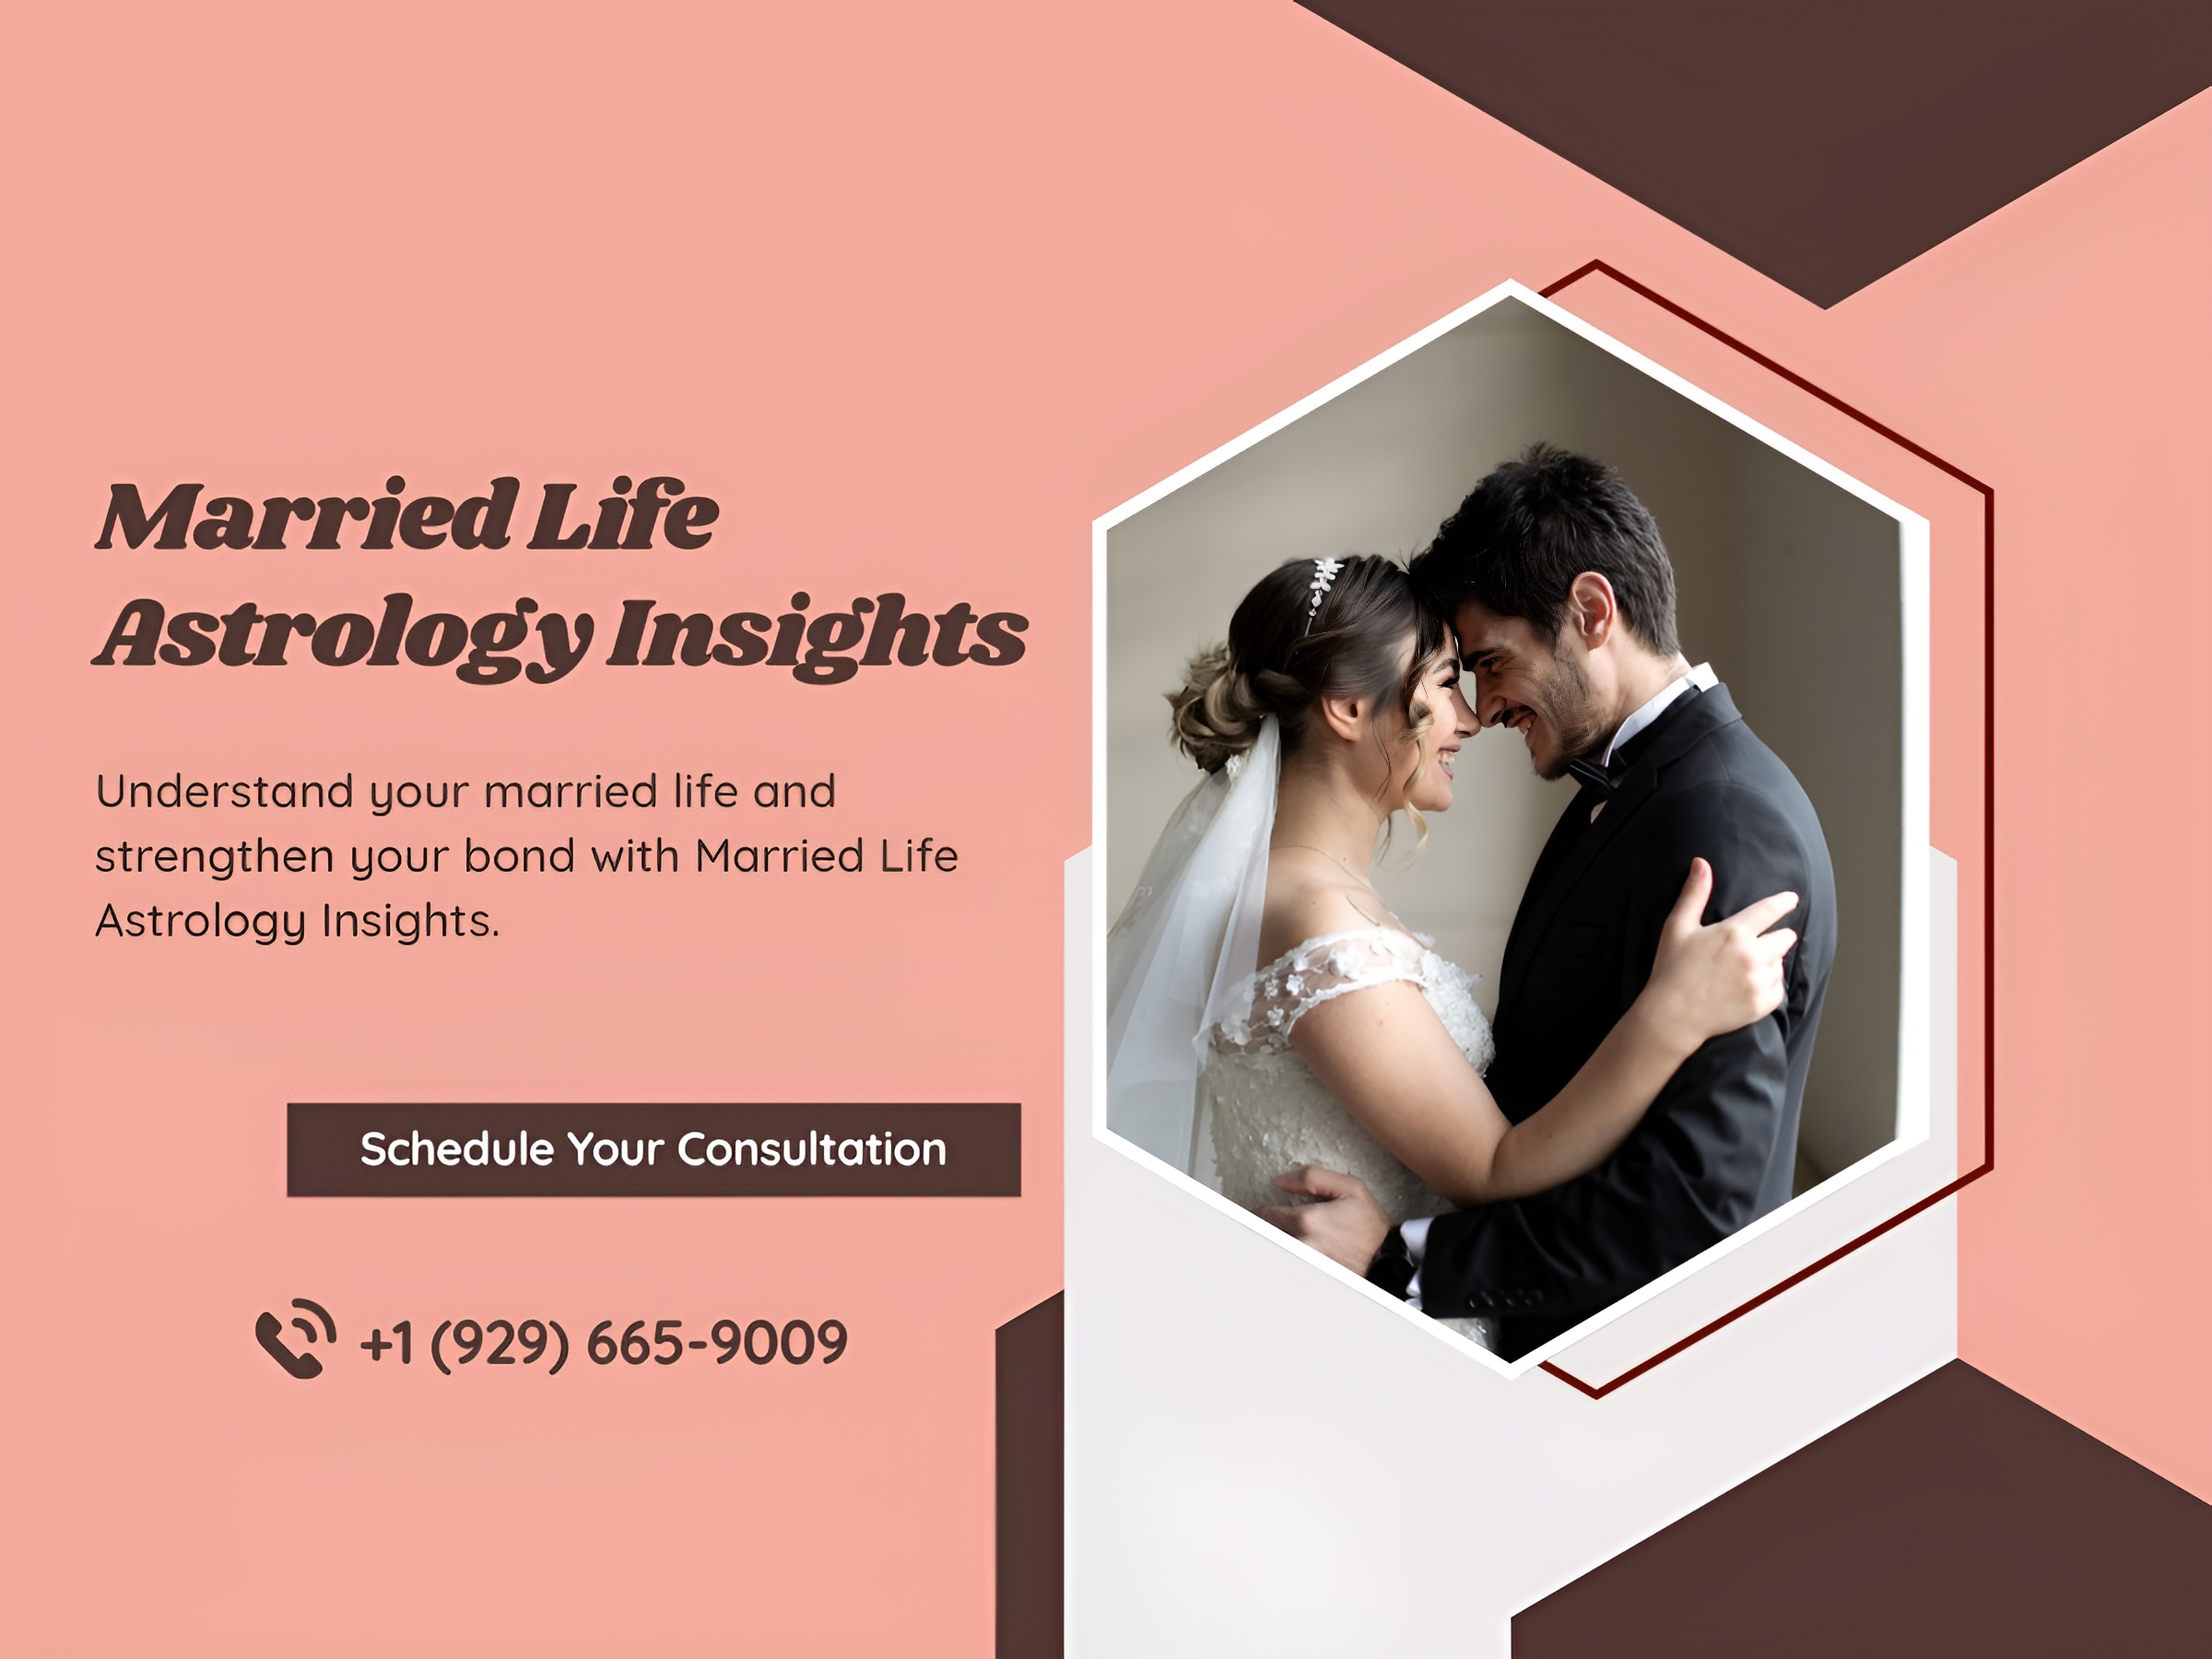 Married Life
Astrology Insights
Understand your married life and
strengthen your bond with Married Life
Astrology Insights.
Schedule Your Consultation
+1 (929) 665-9009